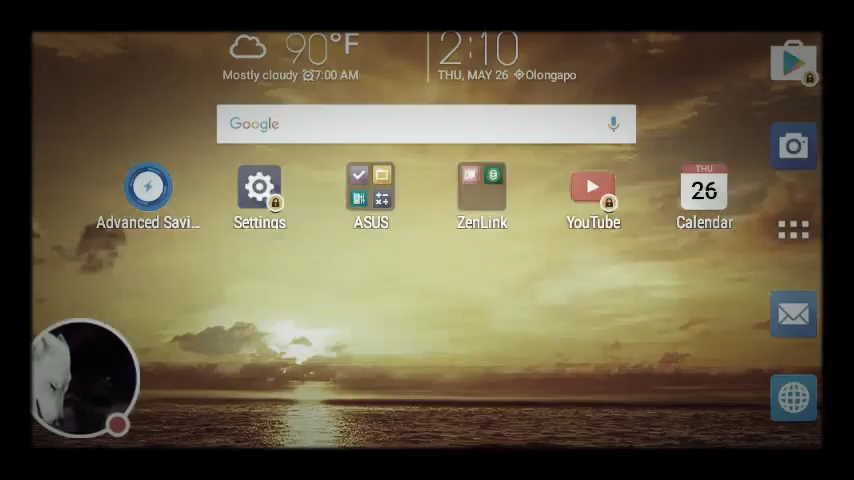 90°F
2:10
Mostly cloudy 7:00 AM
THU, MAY 26 Olongapo
Google
Advanced Savi...
Settings
ASUS
ZenLink
YouTube
THU
26
Calendar